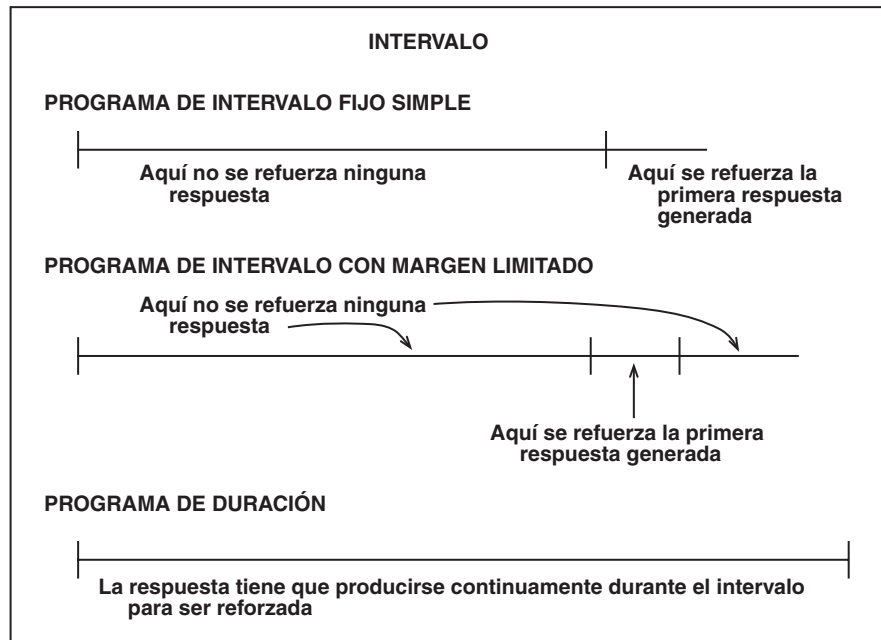 INTERVALO
PROGRAMA DE INTERVALO FIJO SIMPLE
Aquí no se refuerza ninguna
respuesta
Aquí se refuerza la
primera respuesta
generada
PROGRAMA DE INTERVALO CON MARGEN LIMITADO
Aquí no se refuerza ninguna
respuesta
Aquí se refuerza la primera
respuesta generada
PROGRAMA DE DURACIÓN
La respuesta tiene que producirse continuamente durante el intervalo
para ser reforzada